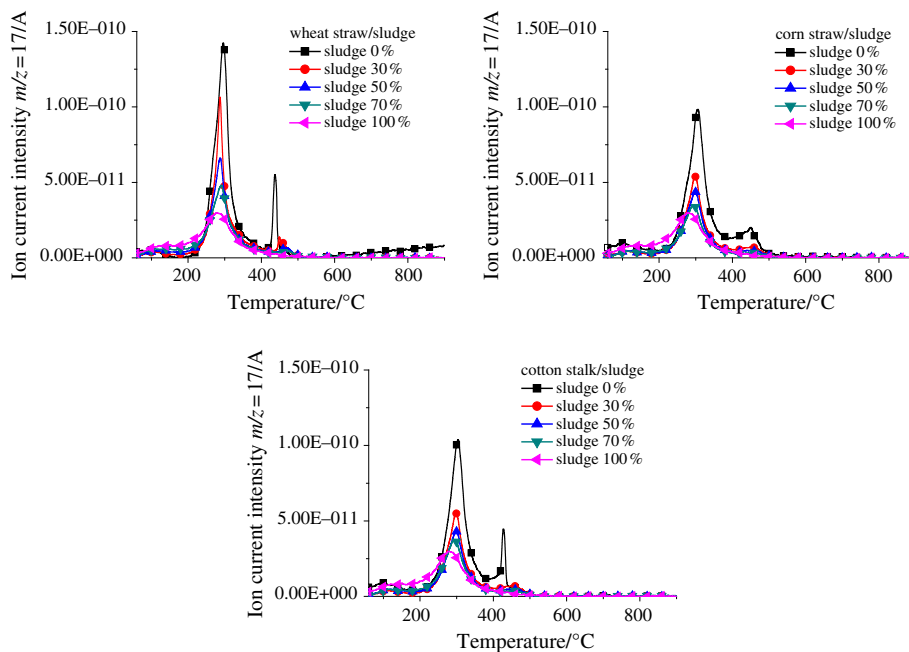 Ion current intensity m/z=17/A
1.50E–010
1.00E–010
5.00E–011
0.00E+000
wheat straw/sludge
sludge 0%
sludge 30%
sludge 50%
sludge 70%
sludge 100%
200 400 600 800
Temperature/°C
Ion current intensity m/z=17/A
1.50E–010
1.00E–010
5.00E–011
0.00E+000
corn straw/sludge
sludge 0%
sludge 30%
sludge 50%
sludge 70%
sludge 100%
200 400 600 800
Temperature/°C
Ion current intensity m/z=17/A
1.50E–010
1.00E–010
5.00E–011
0.00E+000
cotton stalk/sludge
sludge 0%
sludge 30%
sludge 50%
sludge 70%
sludge 100%
200 400 600 800
Temperature/°C